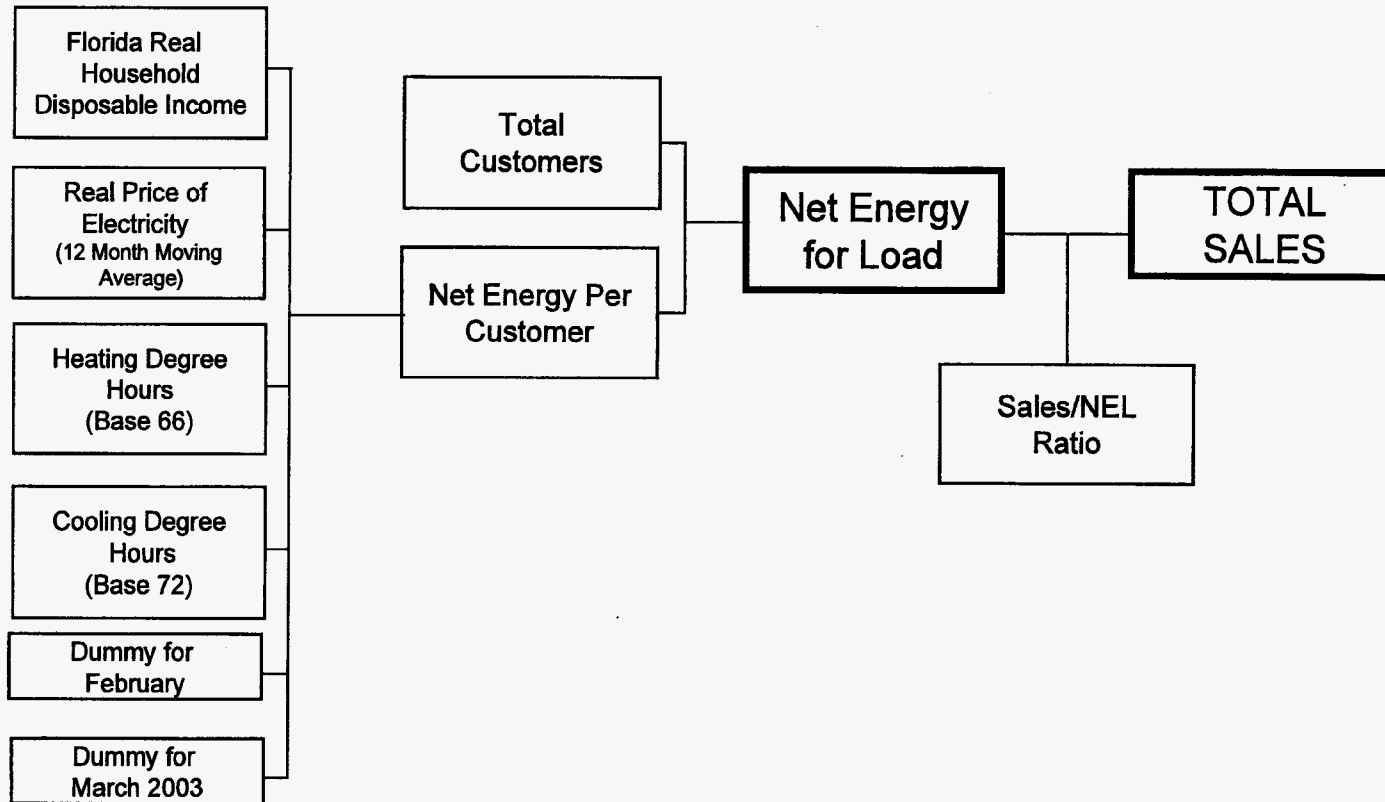 Florida Real
Household
Disposable Income
Real Price of
Electricity
(12 Month Moving
Average)
Heating Degree
Hours
(Base 66)
Cooling Degree
Hours
(Base 72)
Dummy for
February
Dummy for
March 2003
Total
Customers
Net Energy Per
Customer
Net Energy
for Load
Sales/NEL
Ratio
TOTAL
SALES